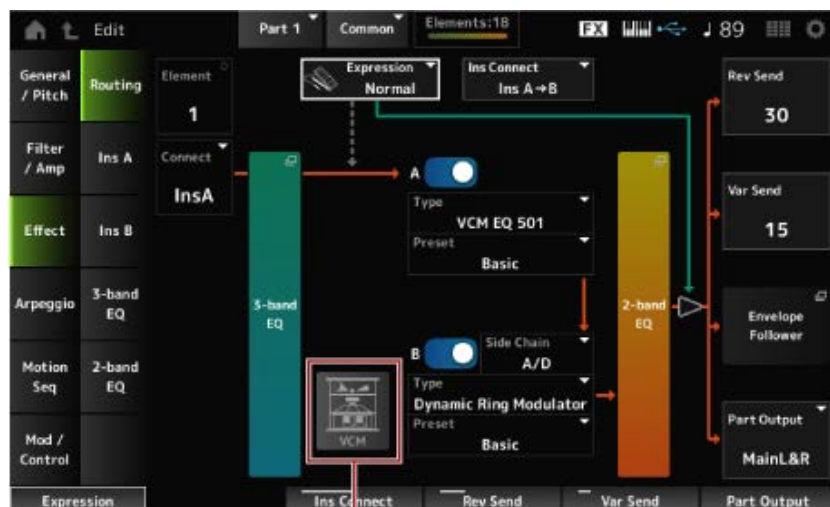 Edit
Part 1
Common
Elements:18
FX
♩ 89
General
/ Pitch
Routing
Element
1
Expression
Normal
Ins Connect
Ins A➔B
Rev Send
30
Filter
/ Amp
Ins A
Connect
InsA
A
Type
VCM EQ 501
Preset
Basic
Var Send
15
Effect
Ins B
Arpeggio
3-band
EQ
3-band
EQ
2-band
EQ
Envelope
Follower
Motion
Seq
2-band
EQ
B
Side Chain
A/D
Type
Dynamic Ring Modulator
Preset
Basic
VCM
Mod /
Control
Part Output
MainL&R
Expression
Ins Connect
Rev Send
Var Send
Part Output